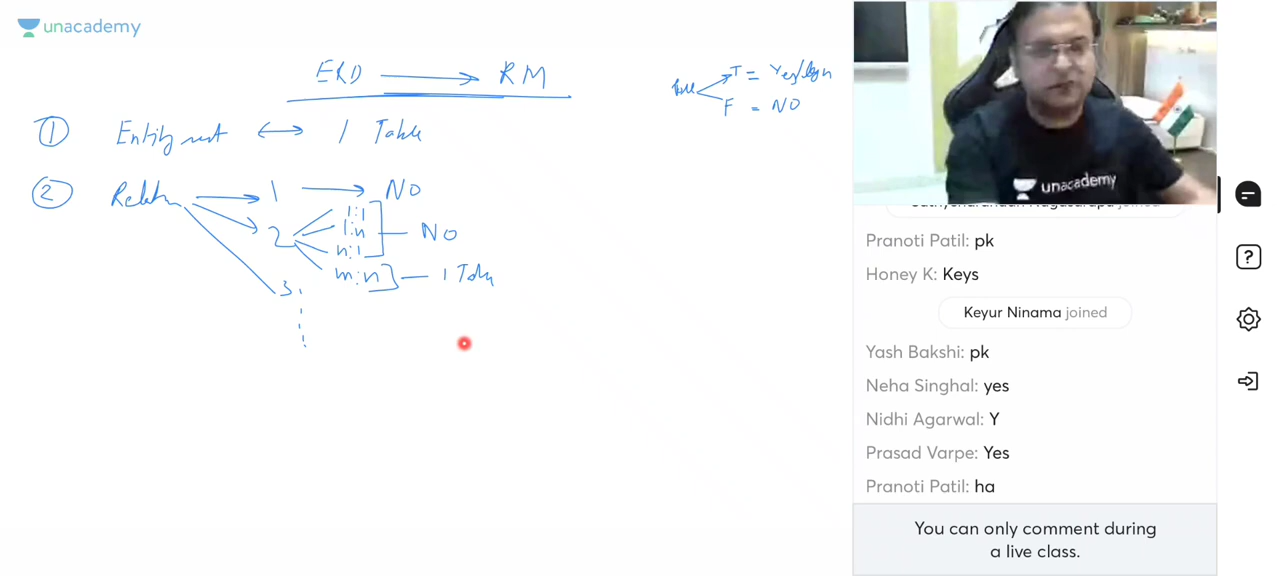 unacademy
ERD → RM
T = Yes/
F = NO
① Entity set ↔ 1 Table
② 1 → NO
2
1:1
1:n
n:1
NO
m:n
1
3
unacademy
joined
Pranoti Patil: pk
Honey K: Keys
Keyur Ninama joined
Yash Bakshi: pk
Neha Singhal: yes
Nidhi Agarwal: Y
Prasad Varpe: Yes
Pranoti Patil: ha
You can only comment during
a live class.
?